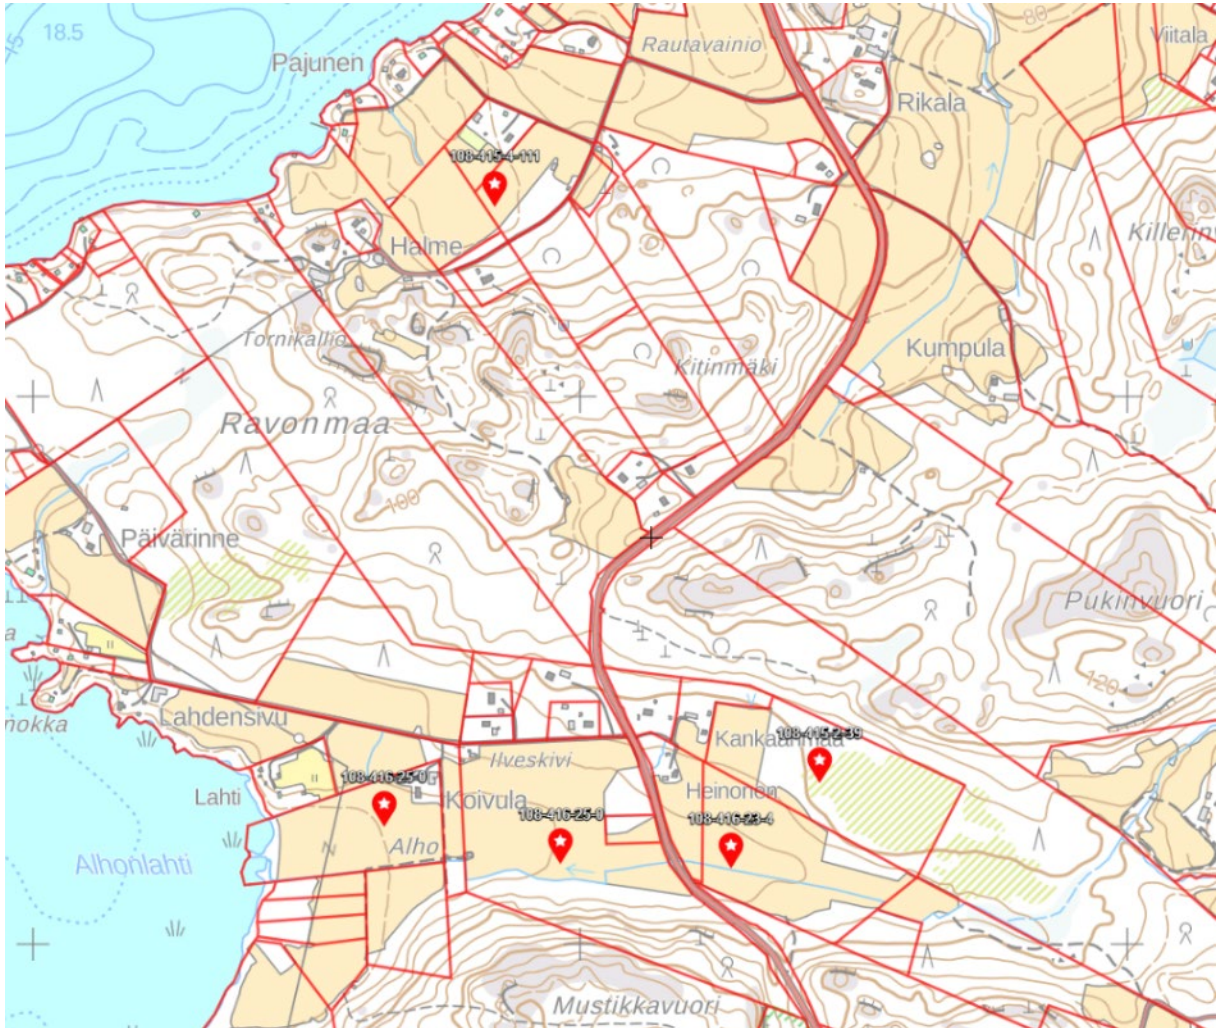 18.5
80
Rautavainio
Viitala
Pajunen
Rikala
108-415-4-111
Halme
Tornikallio
Kitinmäki
Kumpula
Ravonmaa
100
Päivärinne
Pukinvuori
120
Lahdensivu
Kankaanmaa
108-415-2-39
Ilveskivi
108-416-25-0
Heinonen
Lahti
Koivula
108-416-25-0
108-416-23-4
Alho
Alhonlahti
Mustikkavuori